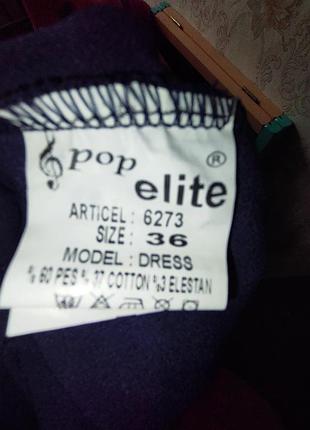 pop
elite ®
ARTICEL : 6273
SIZE : 36
MODEL : DRESS
% 60 PES % 37 COTTON %3 ELESTAN